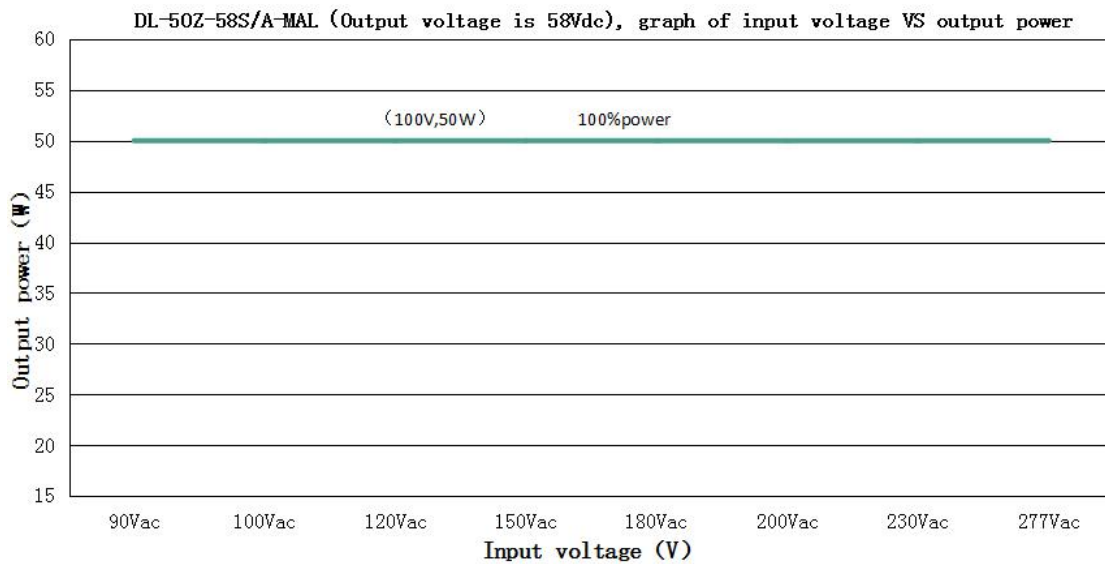 DL-50Z-58S/A-MAL (Output voltage is 58Vdc), graph of input voltage VS output power
60
55
(100V,50W) 100%power
50
45
40
35
30
25
20
15
Output power (W)
90Vac 100Vac 120Vac 150Vac 180Vac 200Vac 230Vac 277Vac
Input voltage (V)